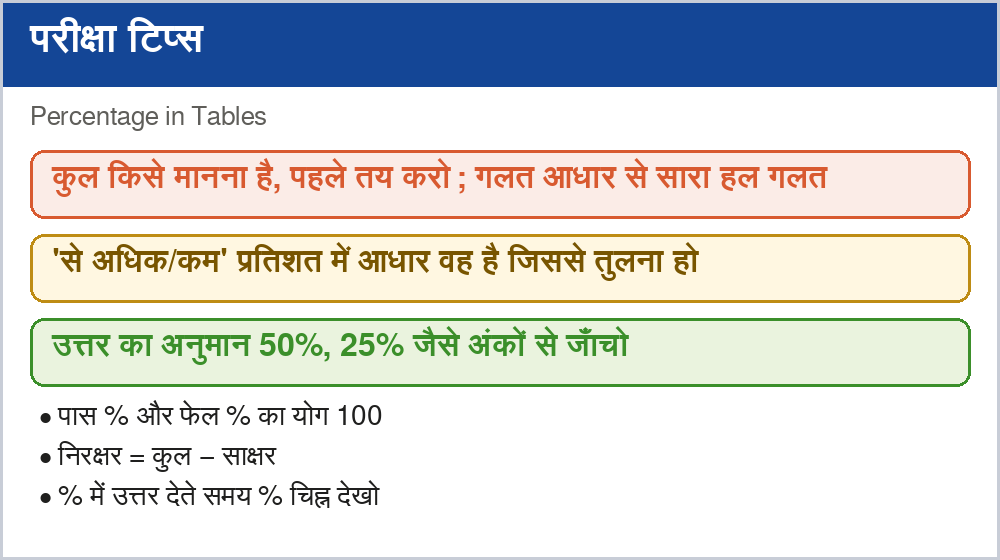 परीक्षा टिप्स
Percentage in Tables
कुल किसे मानना है, पहले तय करो ; गलत आधार से सारा हल गलत
'से अधिक/कम' प्रतिशत में आधार वह है जिससे तुलना हो
उत्तर का अनुमान 50%, 25% जैसे अंकों से जाँचो
• पास % और फेल % का योग 100
• निरक्षर = कुल − साक्षर
• % में उत्तर देते समय % चिह्न देखो